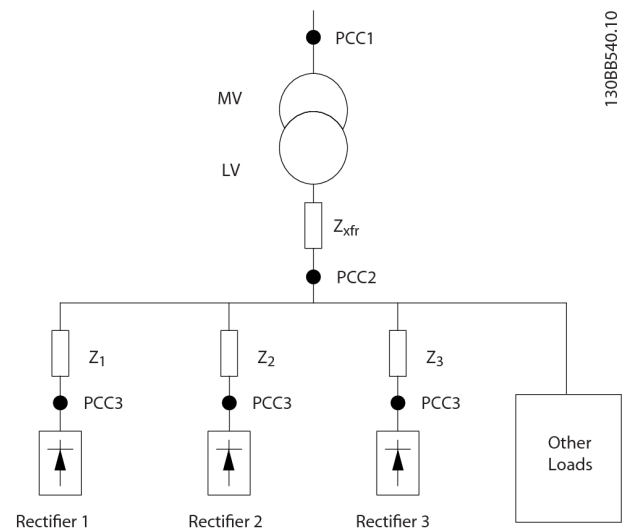 PCC1
130BB540.10
MV
LV
Zxfr
PCC2
Z1
Z2
Z3
PCC3
PCC3
PCC3
Other
Loads
Rectifier 1
Rectifier 2
Rectifier 3